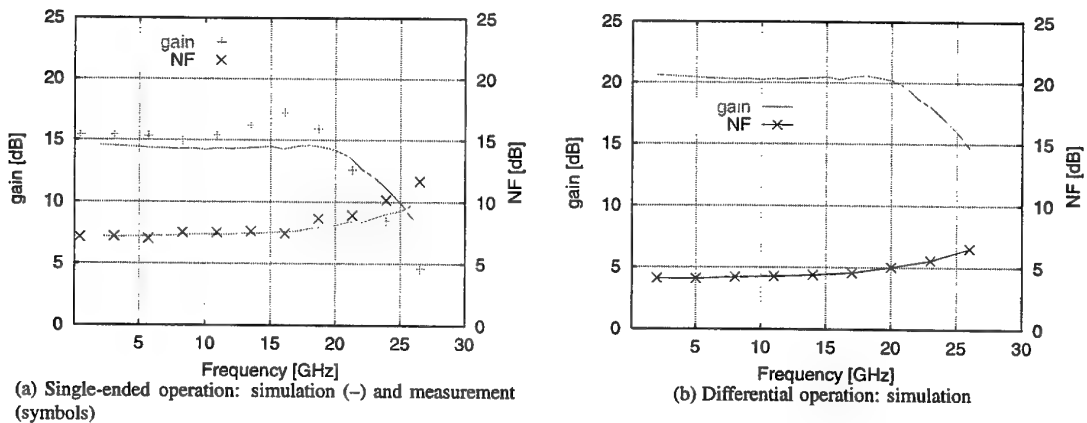 25
20
15
10
5
0
gain [dB]
gain
NF
25
20
15
10
5
0
NF [dB]
5
10
15
20
25
30
Frequency [GHz]
(a) Single-ended operation: simulation (–) and measurement
(symbols)
25
20
15
10
5
0
gain [dB]
gain
NF
25
20
15
10
5
0
NF [dB]
5
10
15
20
25
30
Frequency [GHz]
(b) Differential operation: simulation